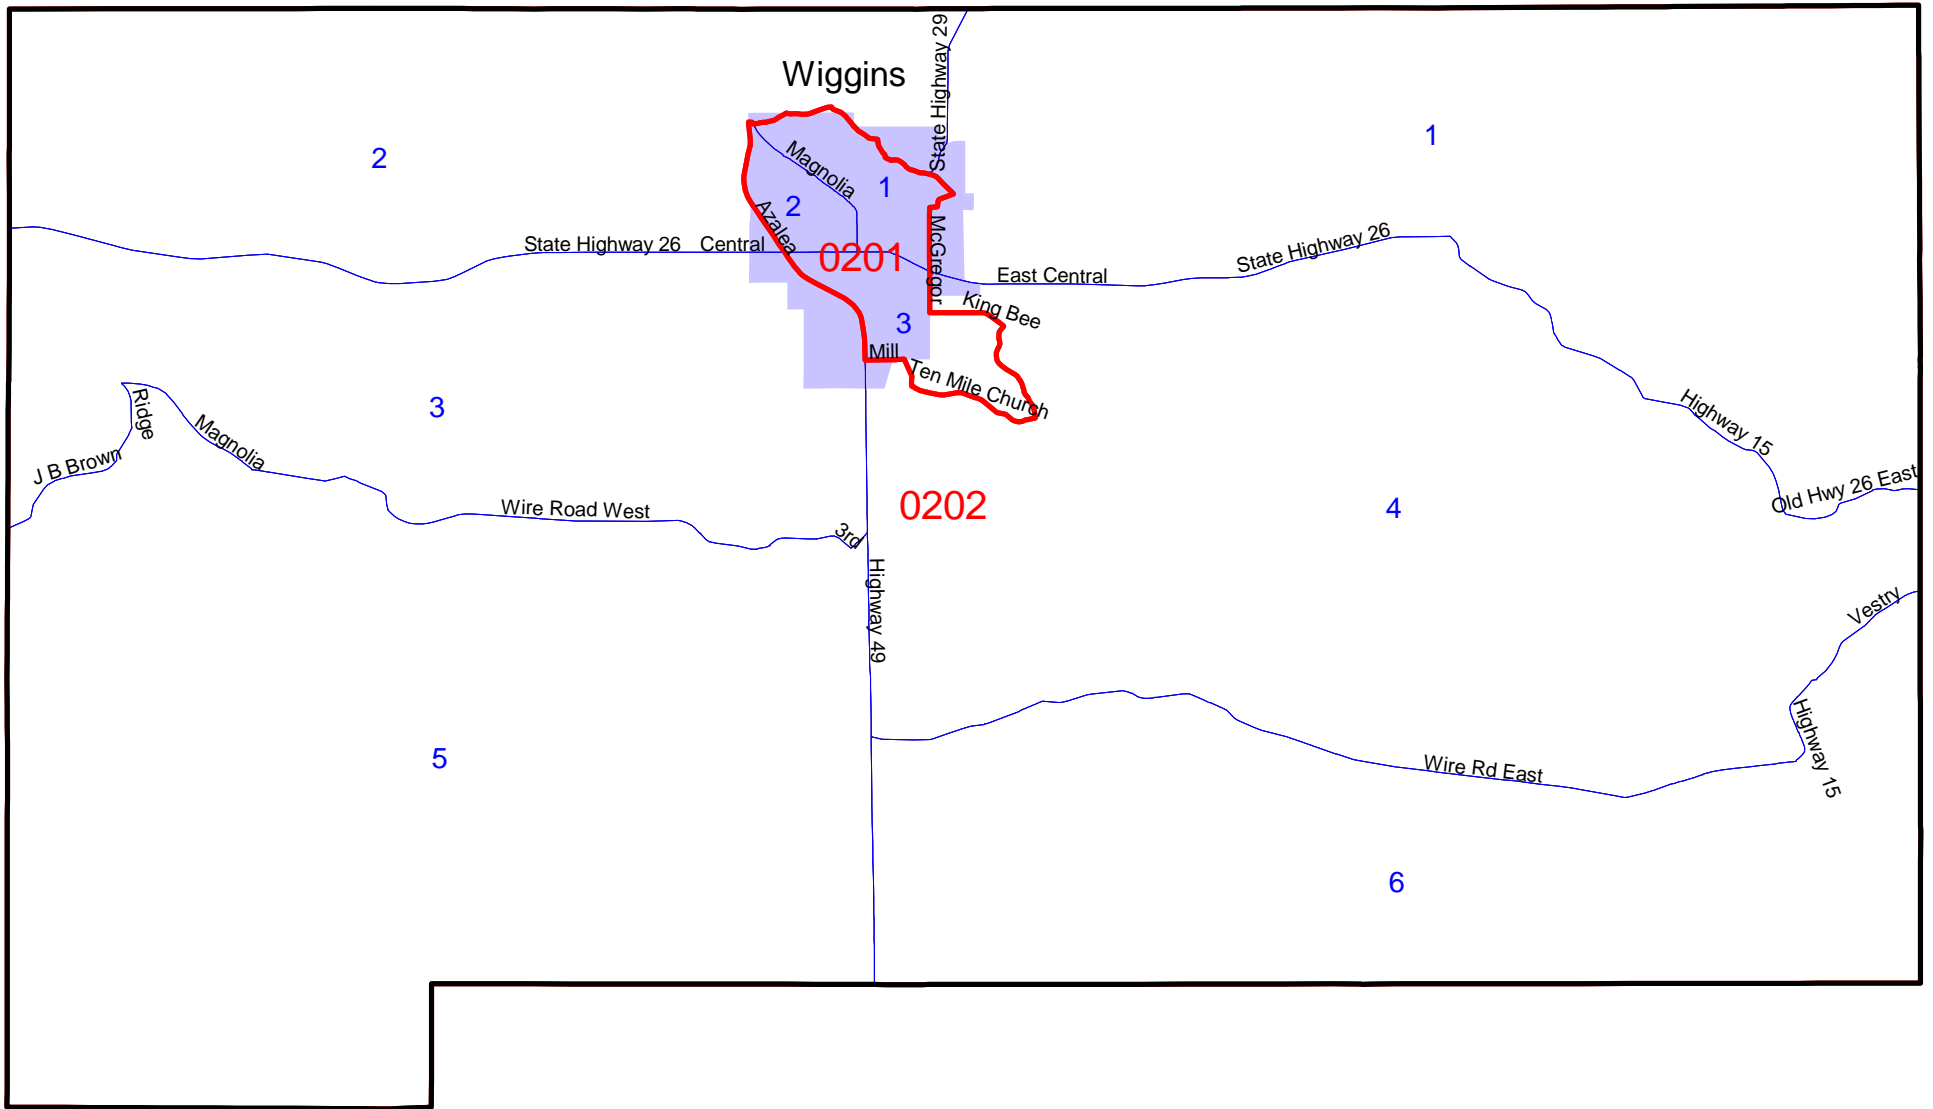 State Highway 29
Wiggins
1
2
Magnolia
1
2
Azalea
McGregor
State Highway 26
Central
0201
State Highway 26
East Central
King Bee
3
Mill
Ten Mile Church
Ridge
3
Magnolia
J B Brown
Highway 15
Old Hwy 26 East
Wire Road West
0202
4
3rd
Highway 49
Vestry
5
Wire Rd East
Highway 15
6